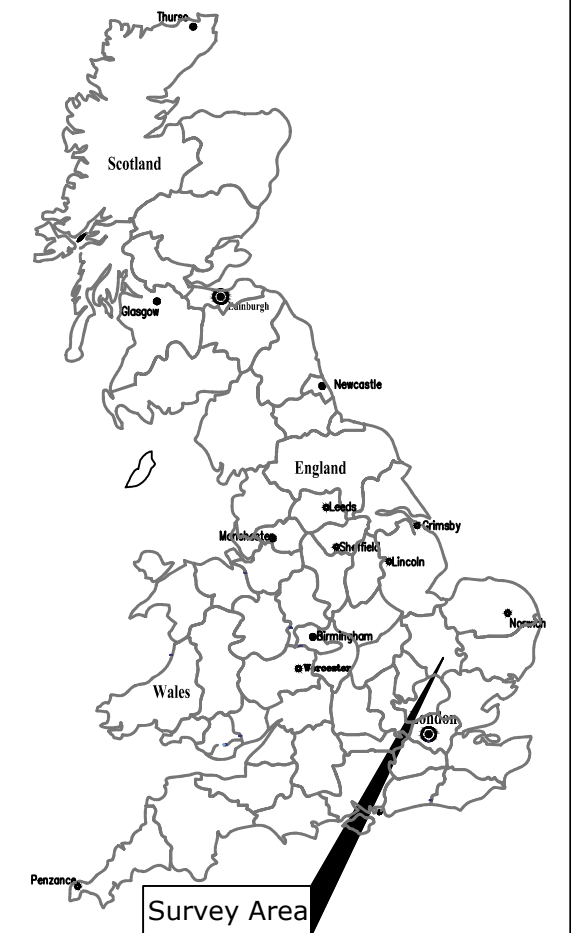 Thurso
Scotland
Glasgow
Edinburgh
Newcastle
England
Leeds
Grimsby
Manchester
Sheffield
Lincoln
Norwich
Birmingham
Worcester
Wales
London
Penzance
Survey Area